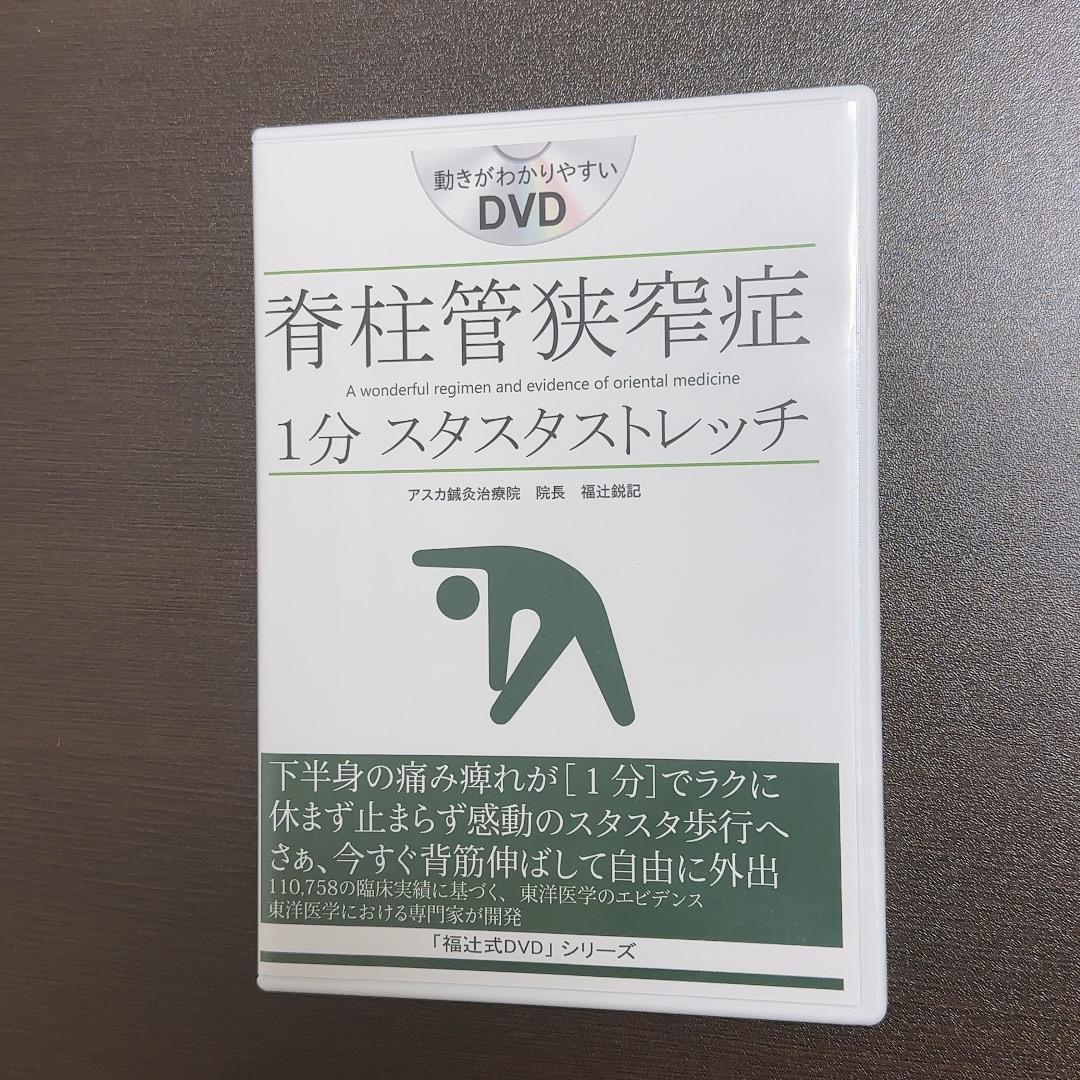 動きがわかりやすい
DVD
脊柱管狭窄症
A wonderful regimen and evidence of oriental medicine
1分 スタスタストレッチ
アスカ鍼灸治療院　院長　福辻鋭記
下半身の痛み痺れが［1分］でラクに
休まず止まらず感動のスタスタ歩行へ
さぁ、今すぐ背筋伸ばして自由に外出
110,758の臨床実績に基づく、東洋医学のエビデンス
東洋医学における専門家が開発
「福辻式DVD」シリーズ